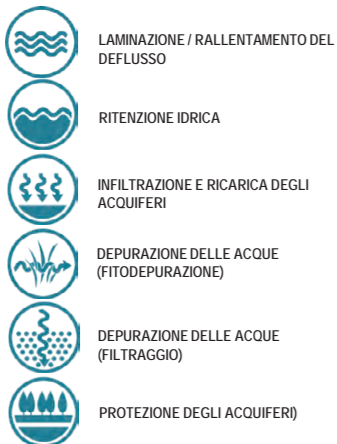 LAMINAZIONE / RALLENTAMENTO DEL
DEFLUSSO
RITENZIONE IDRICA
INFILTRAZIONE E RICARICA DEGLI
ACQUIFERI
DEPURAZIONE DELLE ACQUE
(FITODEPURAZIONE)
DEPURAZIONE DELLE ACQUE
(FILTRAGGIO)
PROTEZIONE DEGLI ACQUIFERI)